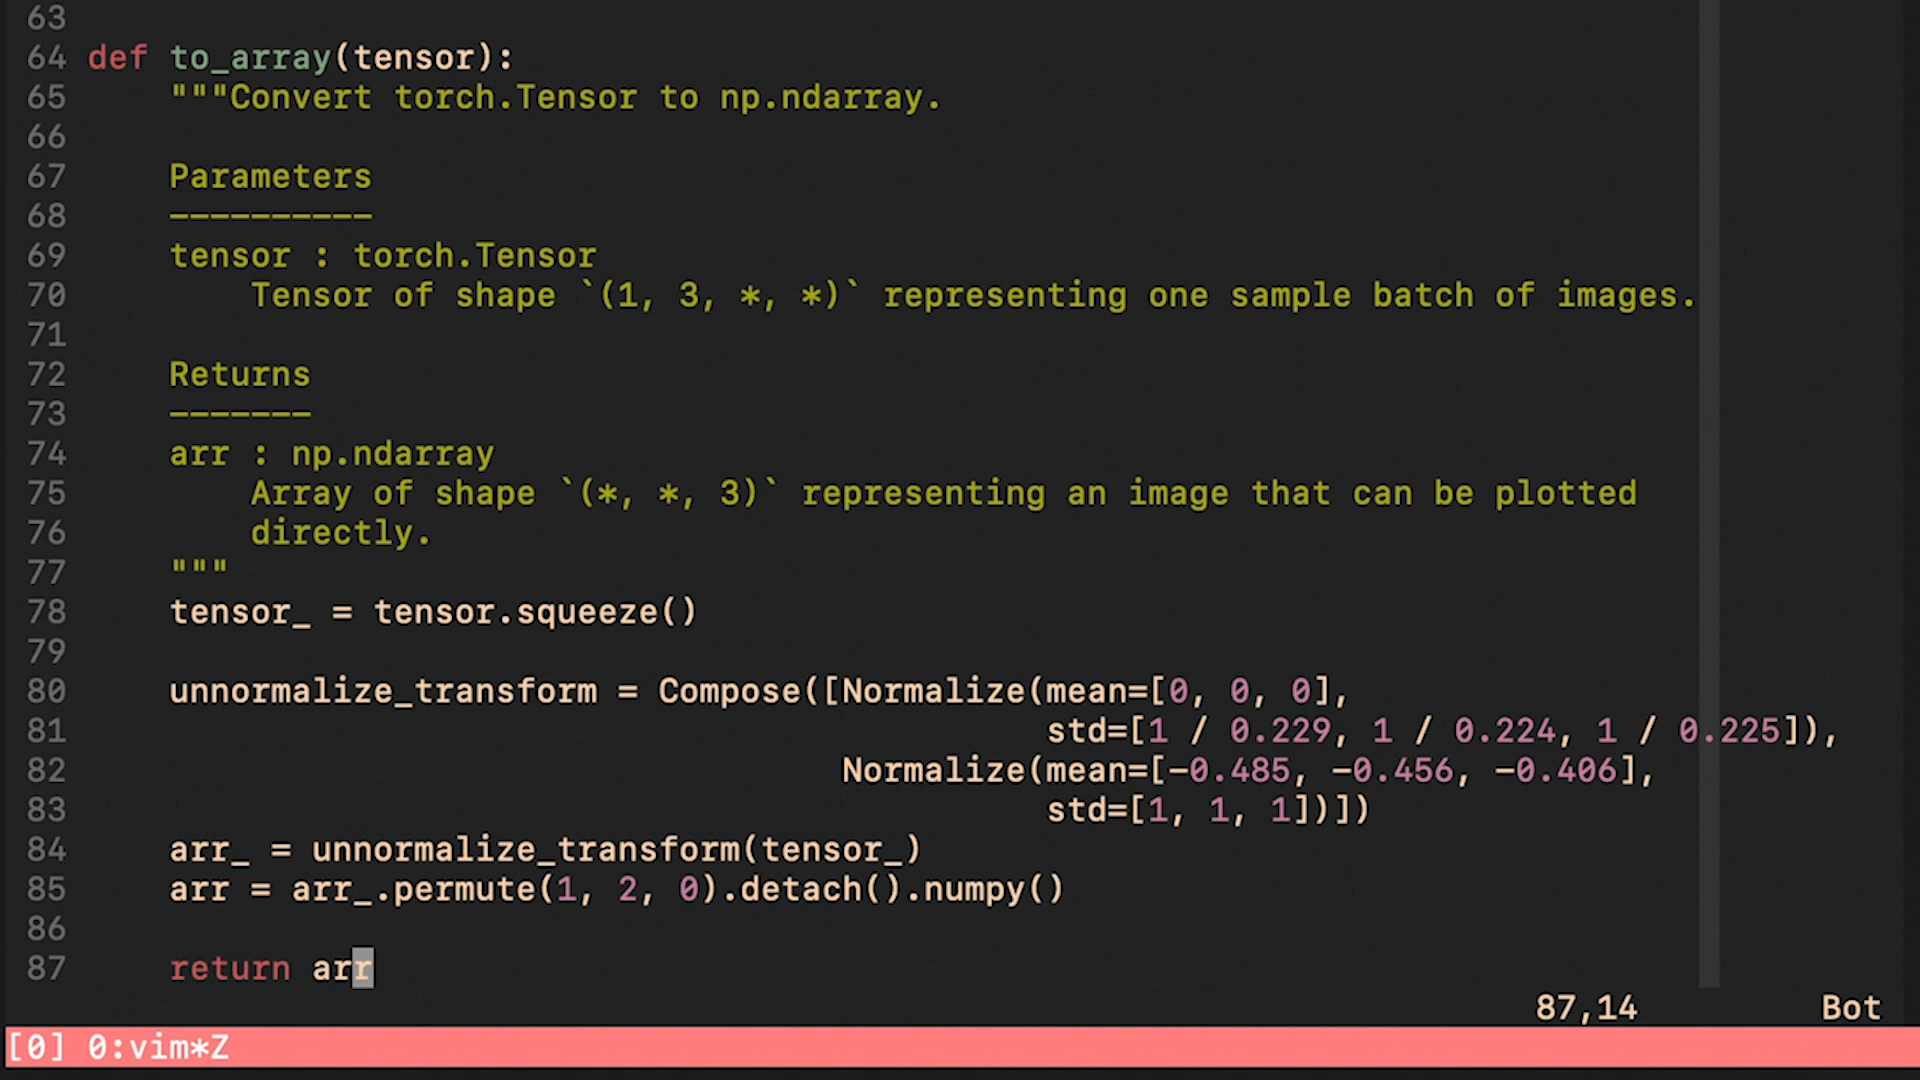 63
64 def to_array(tensor):
65     """Convert torch.Tensor to np.ndarray.
66
67     Parameters
68     ----------
69     tensor : torch.Tensor
70         Tensor of shape `(1, 3, *, *)` representing one sample batch of images.
71
72     Returns
73     -------
74     arr : np.ndarray
75         Array of shape `(*, *, 3)` representing an image that can be plotted
76         directly.
77     """
78     tensor_ = tensor.squeeze()
79
80     unnormalize_transform = Compose([Normalize(mean=[0, 0, 0],
81                                                std=[1 / 0.229, 1 / 0.224, 1 / 0.225]),
82                                      Normalize(mean=[-0.485, -0.456, -0.406],
83                                                std=[1, 1, 1])])
84     arr_ = unnormalize_transform(tensor_)
85     arr = arr_.permute(1, 2, 0).detach().numpy()
86
87     return arr
87,14 Bot
[0] 0:vim*Z